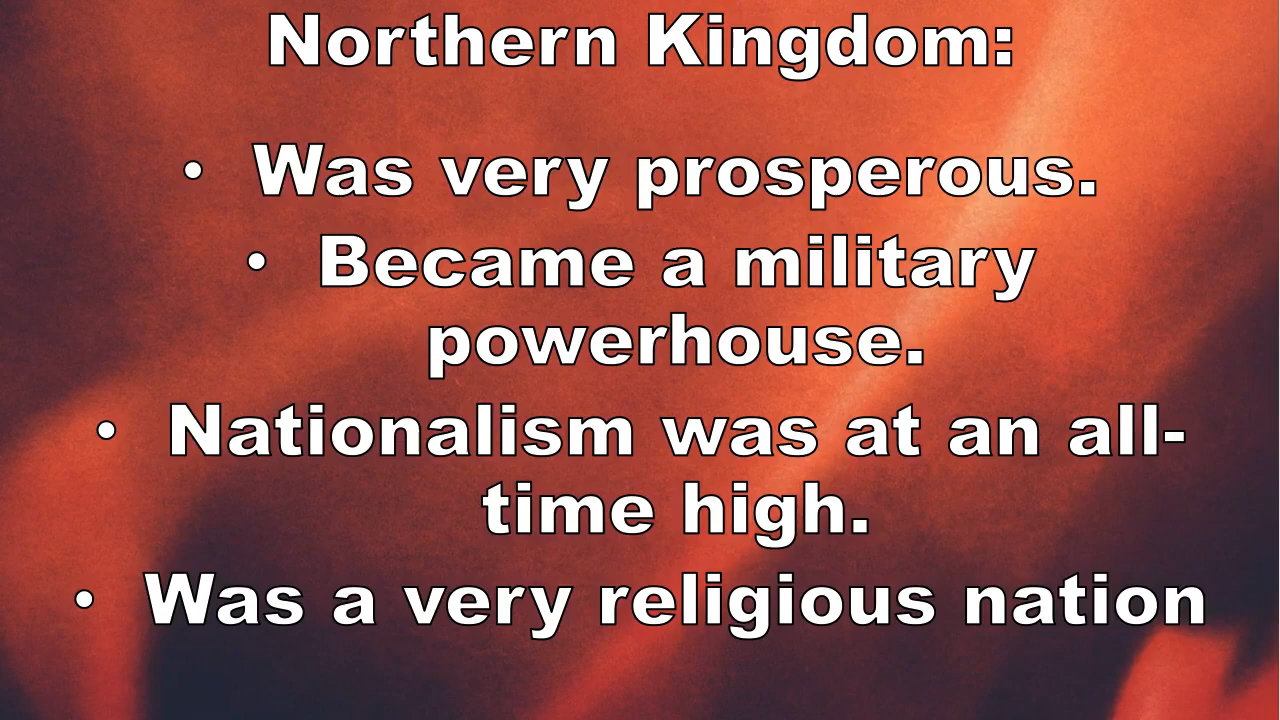 Northern Kingdom:
• Was very prosperous.
• Became a military
powerhouse.
• Nationalism was at an all-
time high.
• Was a very religious nation